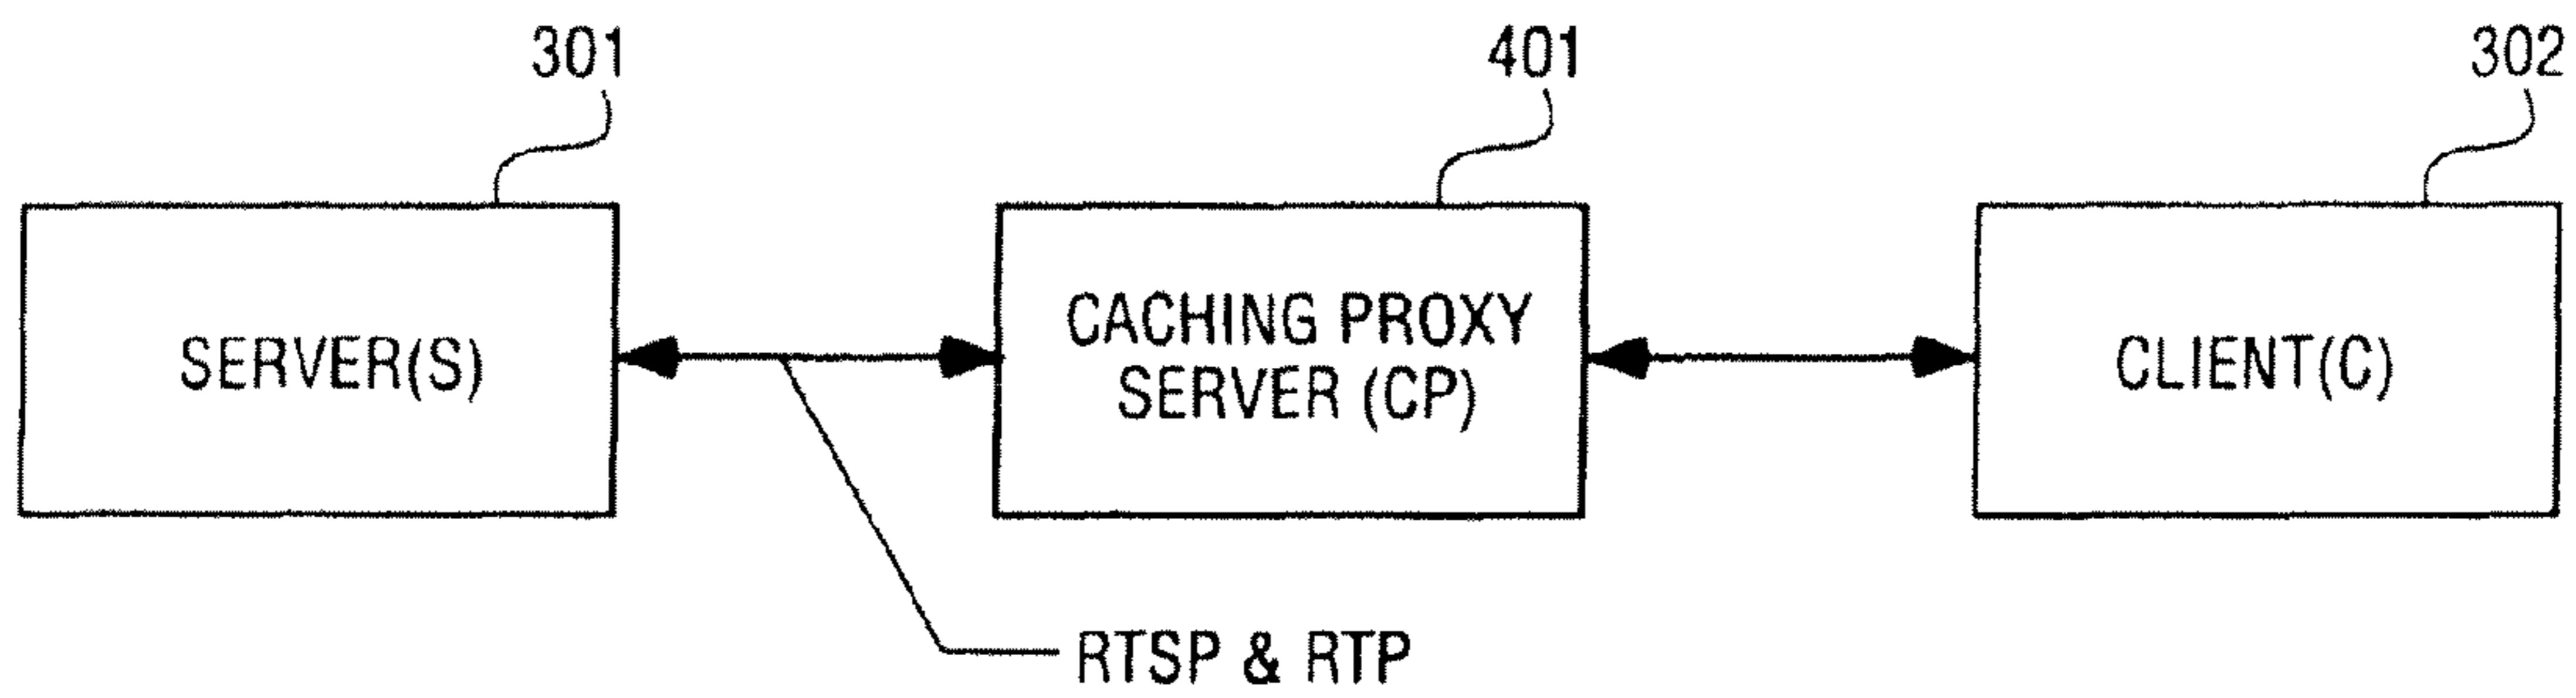 301
401
302
SERVER(S)
CACHING PROXY
SERVER (CP)
CLIENT(C)
RTSP & RTP